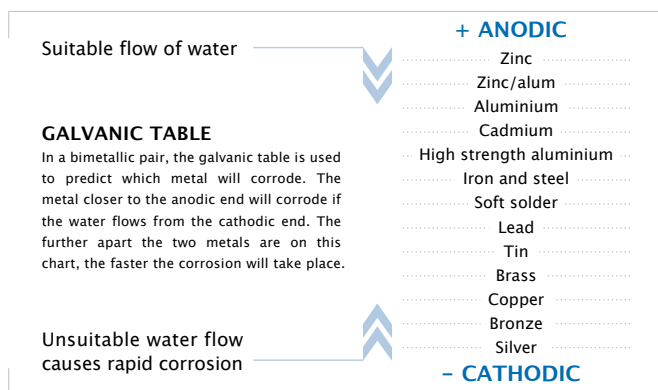 Suitable flow of water
GALVANIC TABLE
In a bimetallic pair, the galvanic table is used
to predict which metal will corrode. The
metal closer to the anodic end will corrode if
the water flows from the cathodic end. The
further apart the two metals are on this
chart, the faster the corrosion will take place.
Unsuitable water flow
causes rapid corrosion
+ ANODIC
Zinc
Zinc/alum
Aluminium
Cadmium
High strength aluminium
Iron and steel
Soft solder
Lead
Tin
Brass
Copper
Bronze
Silver
– CATHODIC